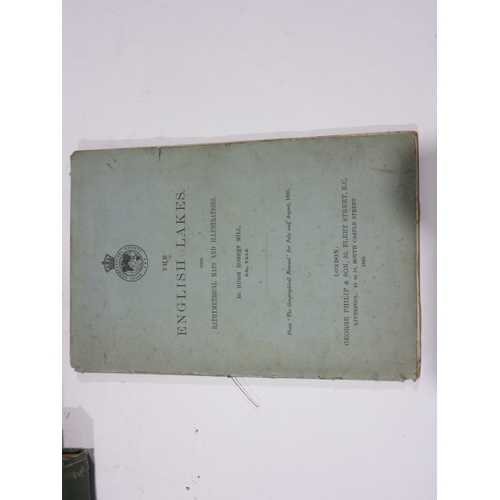 THE
ENGLISH LAKES.
WITH
BATHYMETRICAL MAPS AND ILLUSTRATIONS.
By HUGH ROBERT MILL,
D.Sc., F.R.S.E.
From 'The Geographical Journal' for July and August, 1895.
LONDON,
GEORGE PHILIP & SON, 32, FLEET STREET, E.C.
LIVERPOOL, 45 to 51, SOUTH CASTLE STREET.
1895.